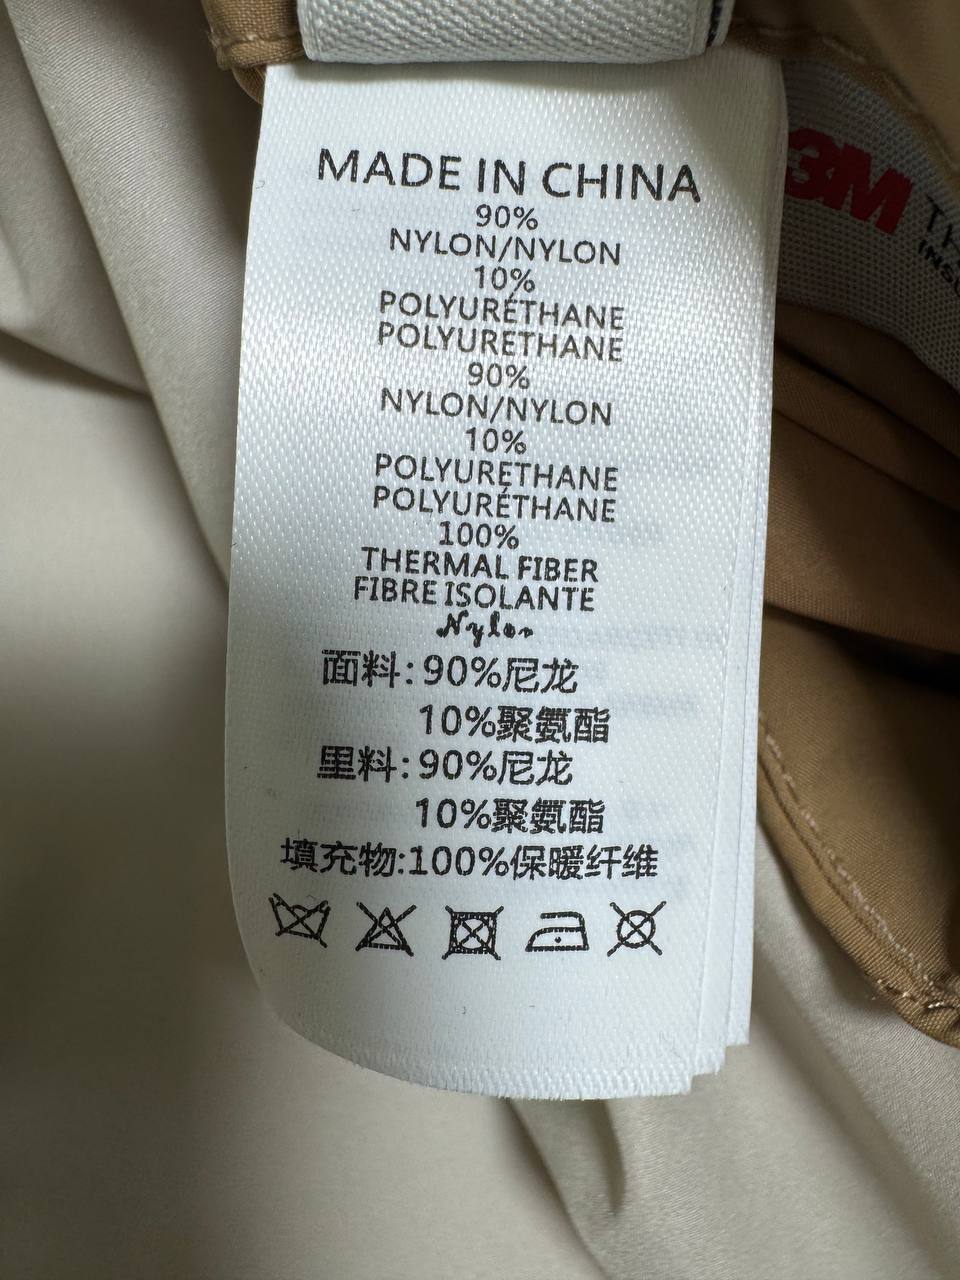 MADE IN CHINA
90%
NYLON/NYLON
10%
POLYURÉTHANE
POLYURETHANE
90%
NYLON/NYLON
10%
POLYURETHANE
POLYURÉTHANE
100%
THERMAL FIBER
FIBRE ISOLANTE
Nylon
面料:90%尼龙
10%聚氨酯
里料:90%尼龙
10%聚氨酯
填充物:100%保暖纤维
3M